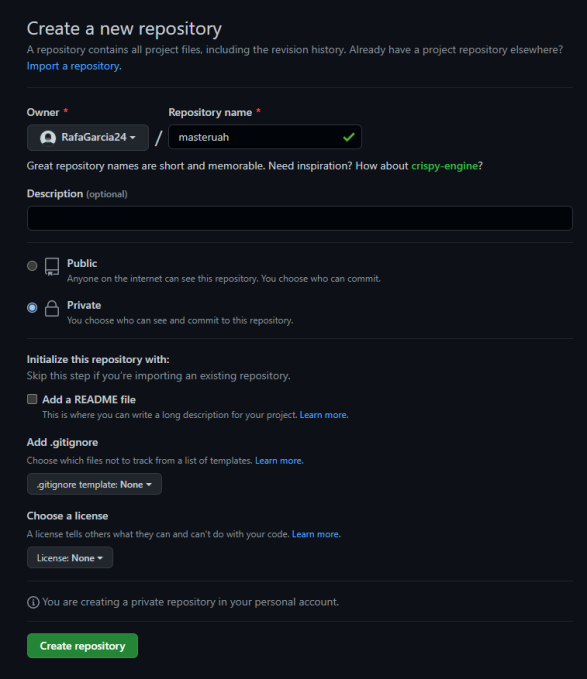 Create a new repository
A repository contains all project files, including the revision history. Already have a project repository elsewhere?
Import a repository.
Owner * Repository name *
RafaGarcia24 / masteruah
Great repository names are short and memorable. Need inspiration? How about crispy-engine?
Description (optional)
Public
Anyone on the internet can see this repository. You choose who can commit.
Private
You choose who can see and commit to this repository.
Initialize this repository with:
Skip this step if you're importing an existing repository.
Add a README file
This is where you can write a long description for your project. Learn more.
Add .gitignore
Choose which files not to track from a list of templates. Learn more.
.gitignore template: None
Choose a license
A license tells others what they can and can't do with your code. Learn more.
License: None
You are creating a private repository in your personal account.
Create repository